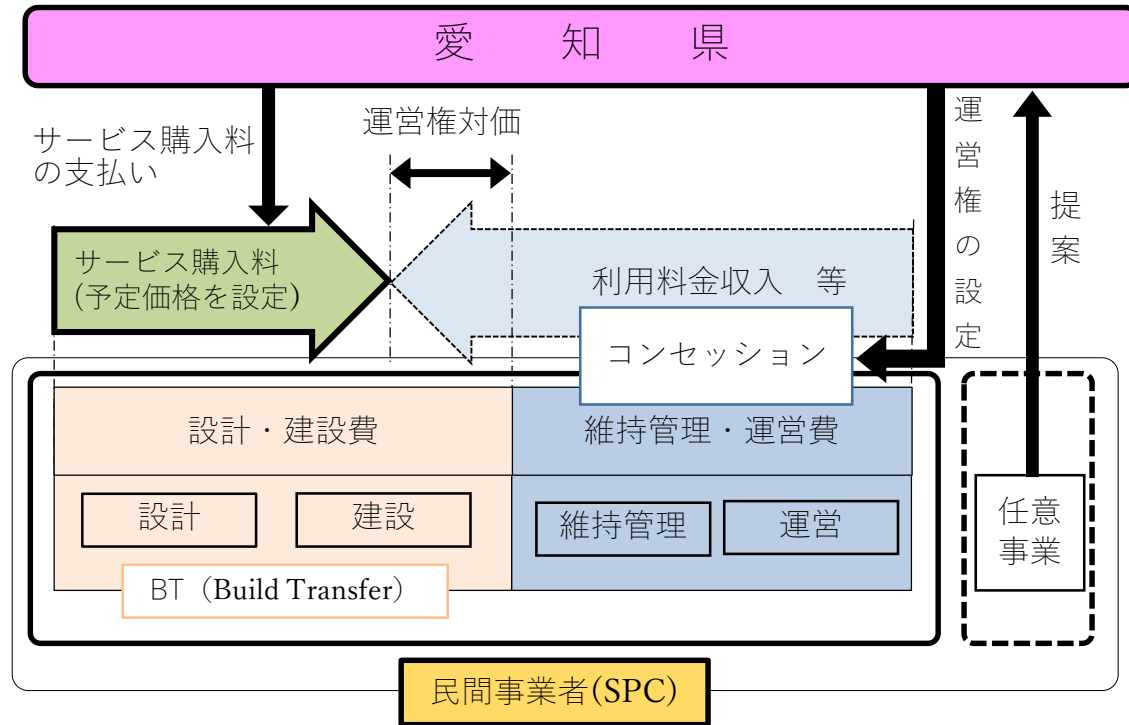 愛　知　県
サービス購入料
の支払い
運営権対価
運営権の設定
提案
サービス購入料
(予定価格を設定)
利用料金収入　等
コンセッション
設計・建設費
維持管理・運営費
設計
建設
維持管理
運営
任意
事業
BT（Build Transfer）
民間事業者(SPC)